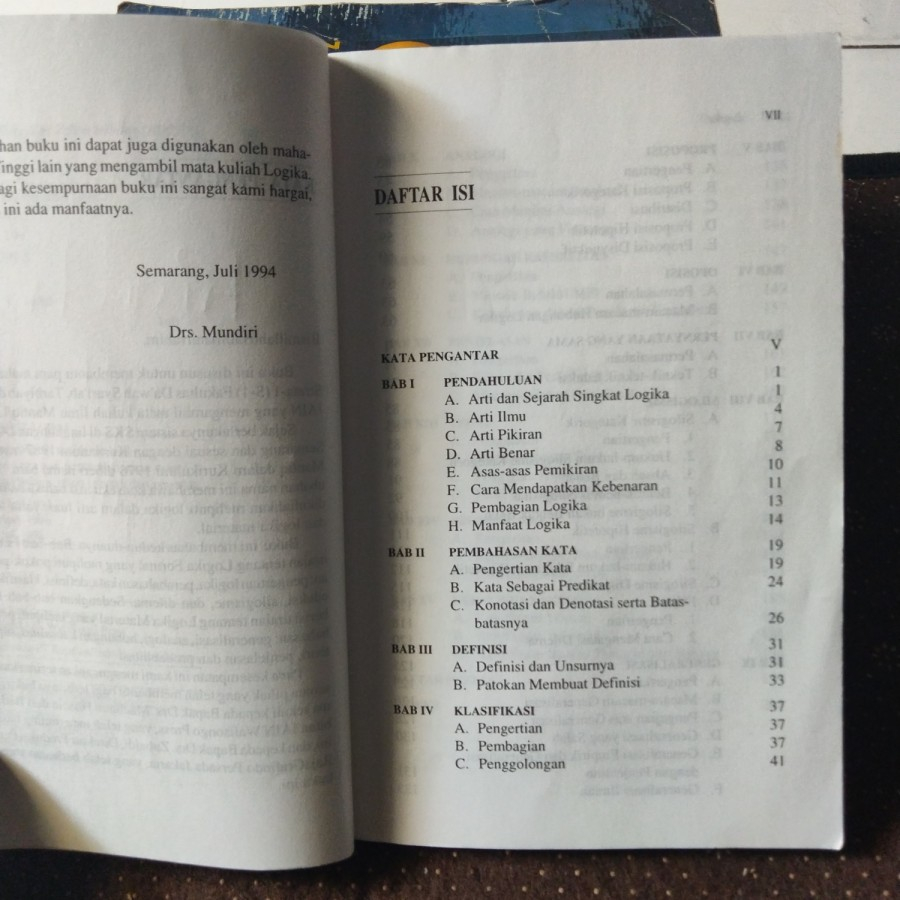 han buku ini dapat juga digunakan oleh maha-
Tinggi lain yang mengambil mata kuliah Logika.
agi kesempurnaan buku ini sangat kami hargai,
ini ada manfaatnya.
Semarang, Juli 1994
Drs. Mundiri
VII
DAFTAR ISI
KATA PENGANTAR V
BAB I PENDAHULUAN 1
A. Arti dan Sejarah Singkat Logika 1
B. Arti Ilmu 4
C. Arti Pikiran 7
D. Arti Benar 8
E. Asas-asas Pemikiran 10
F. Cara Mendapatkan Kebenaran 11
G. Pembagian Logika 13
H. Manfaat Logika 14
BAB II PEMBAHASAN KATA 19
A. Pengertian Kata 19
B. Kata Sebagai Predikat 24
C. Konotasi dan Denotasi serta Batas-
batasnya 26
BAB III DEFINISI 31
A. Definisi dan Unsurnya 31
B. Patokan Membuat Definisi 33
BAB IV KLASIFIKASI 37
A. Pengertian 37
B. Pembagian 37
C. Penggolongan 41